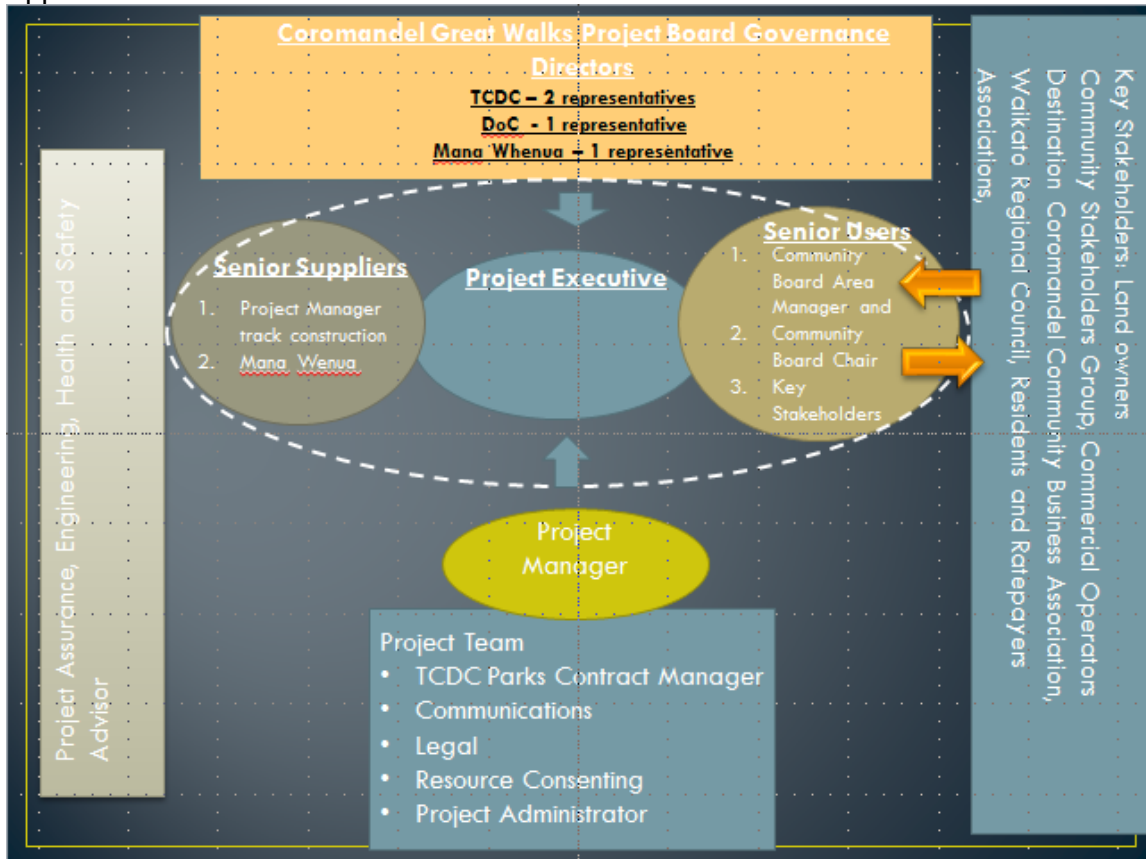 Coromandel Great Walks Project Board Governance
Directors
TCDC – 2 representatives
DoC - 1 representative
Mana Whenua – 1 representative
Project Assurance, Engineering, Health and Safety
Advisor
Senior Suppliers
1. Project Manager
track construction
2. Mana Wenua
Project Executive
Senior Users
1. Community
Board Area
Manager and
2. Community
Board Chair
3. Key
Stakeholders
Key Stakeholders: Land owners
Community Stakeholders Group, Commercial Operators
Destination Coromandel Community Business Association,
Waikato Regional Council, Residents and Ratepayers
Associations,
Project
Manager
Project Team
• TCDC Parks Contract Manager
• Communications
• Legal
• Resource Consenting
• Project Administrator